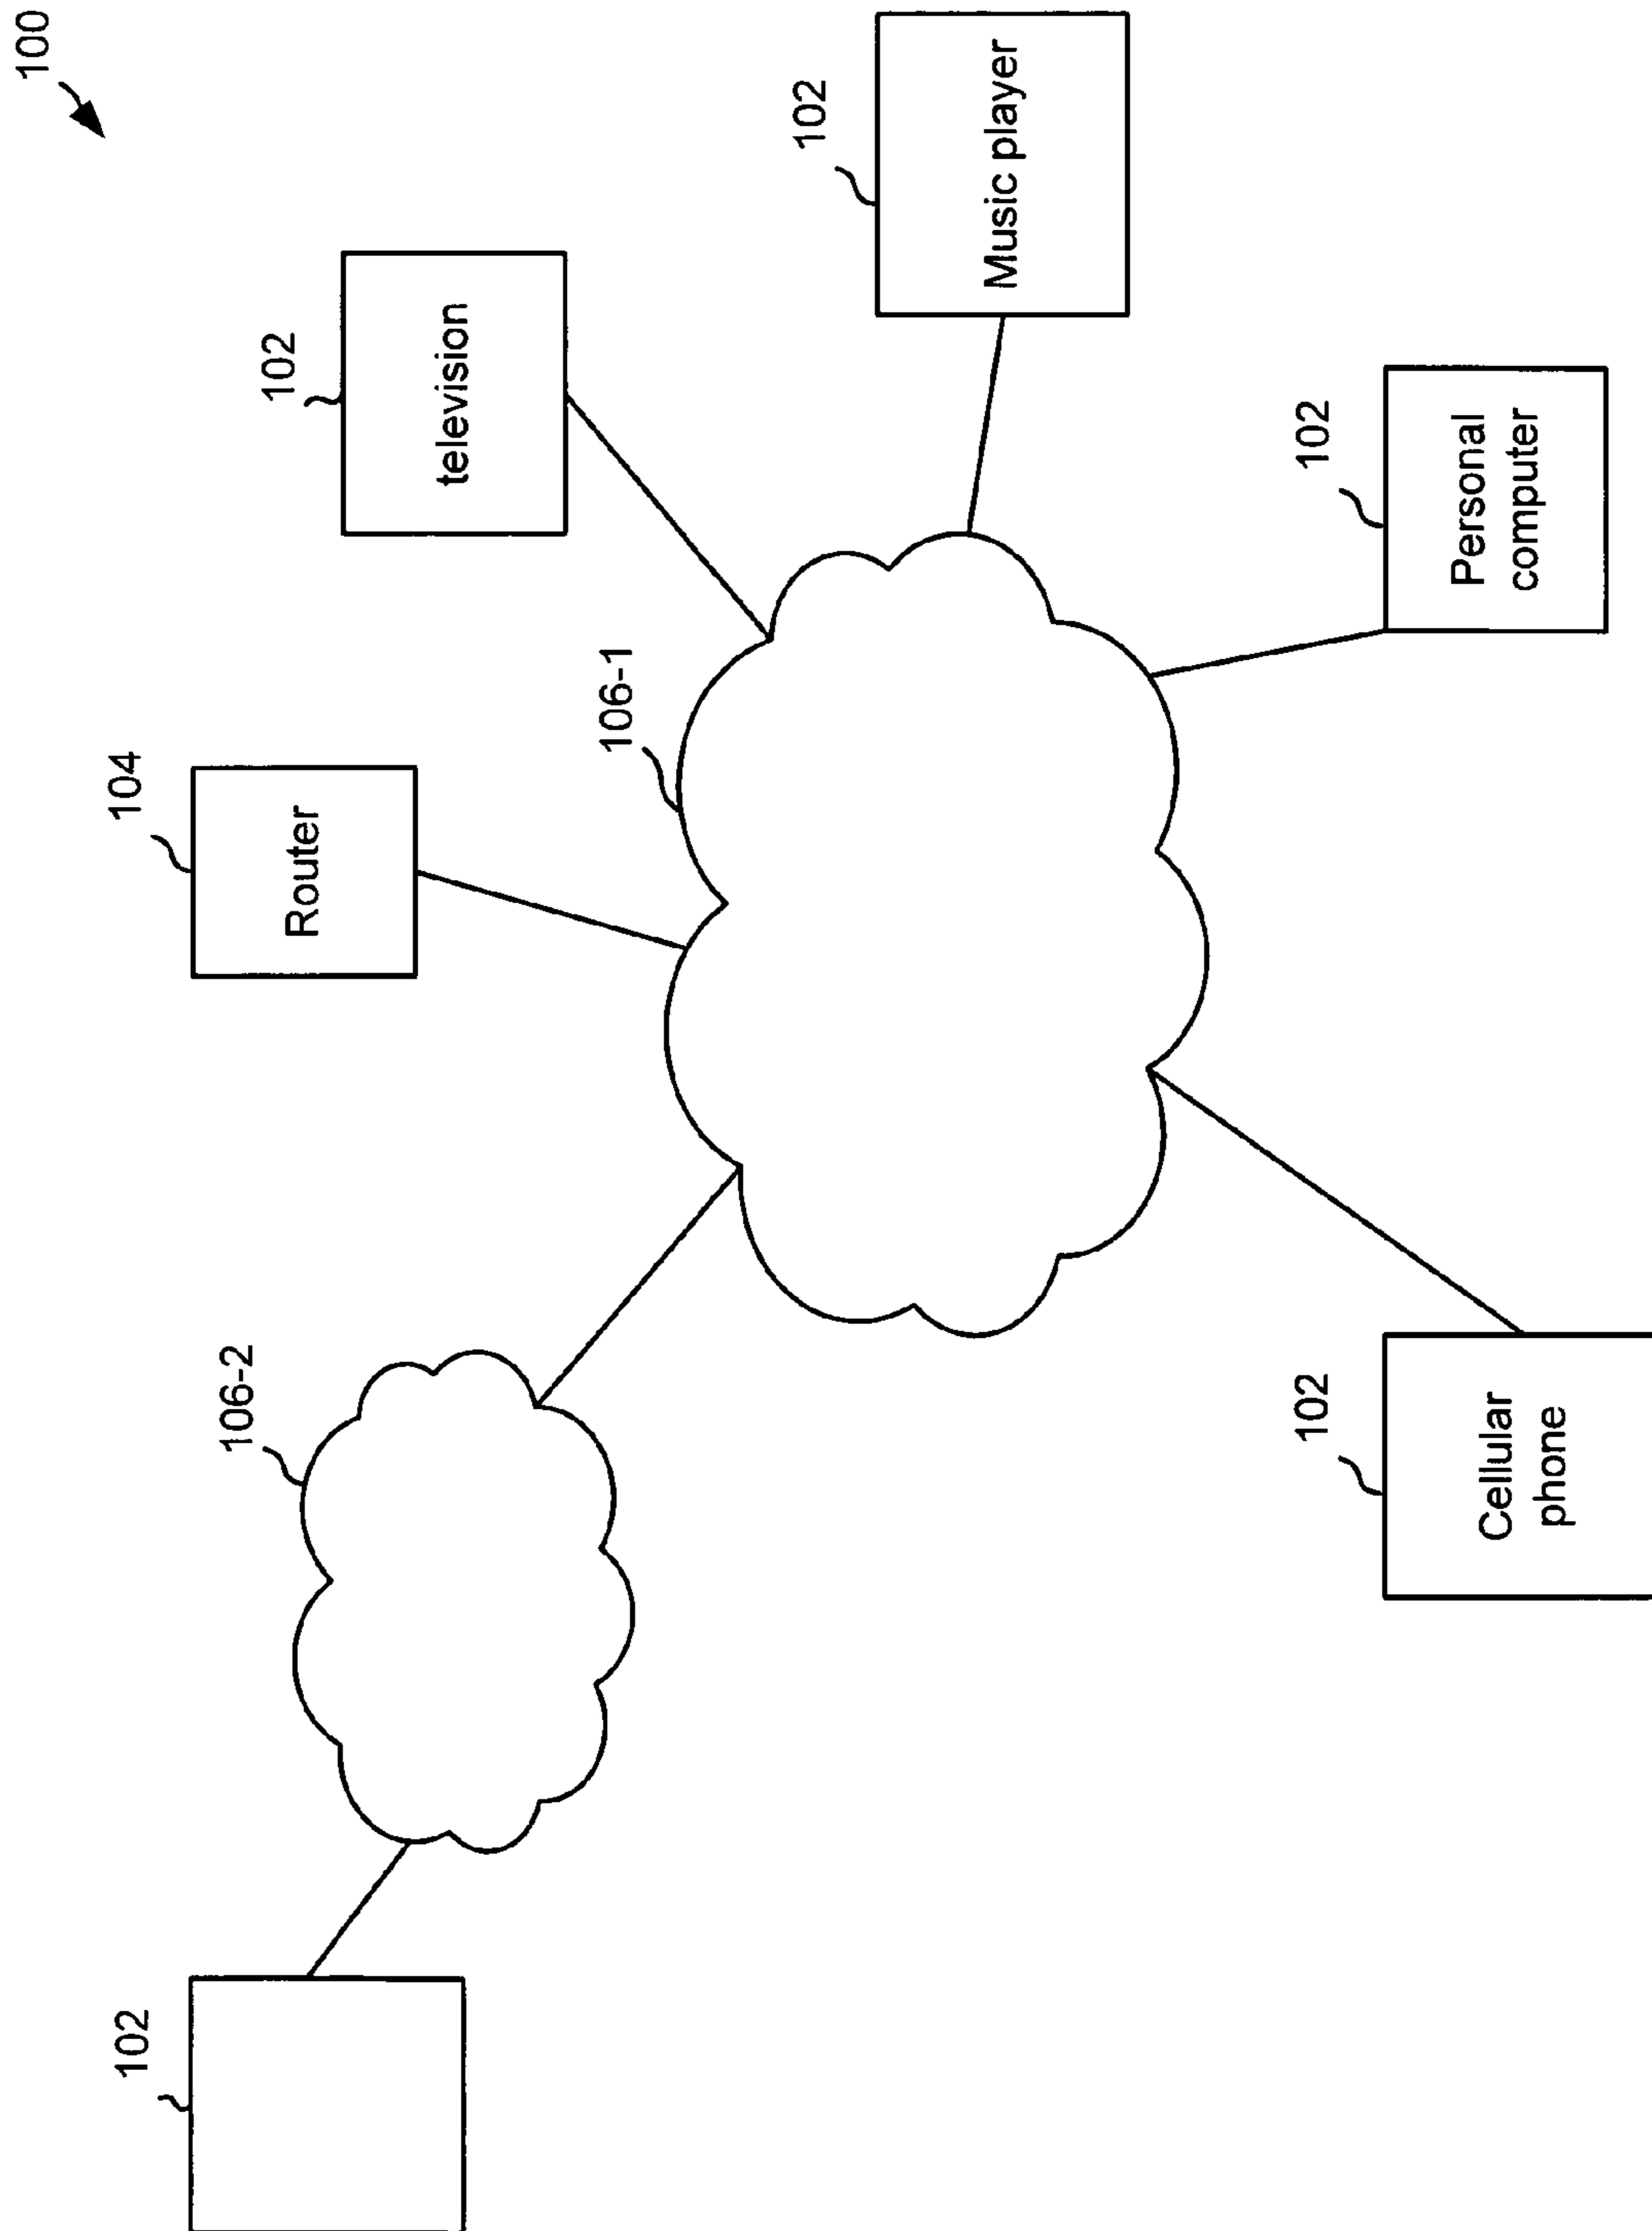 100
102
104
106-2
102
Router
television
106-1
102
Music player
102
Cellular
phone
102
Personal
computer